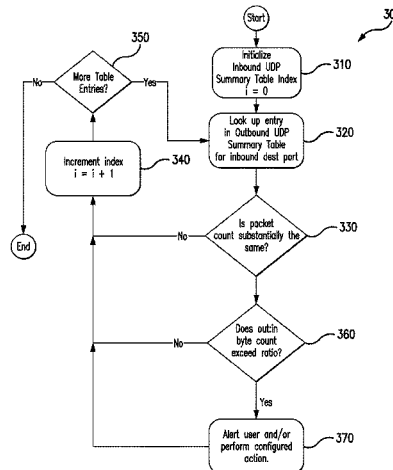 Start
30
Initialize
Inbound UDP
Summary Table Index
i = 0
310
350
More Table
Entries?
No
Yes
Look up entry
in Outbound UDP
Summary Table
for inbound dest port
320
Increment index
i = i + 1
340
End
Is packet
count substantially the
same?
330
No
Does out:in
byte count
exceed ratio?
360
No
Yes
Alert user and/or
perform configured
action.
370